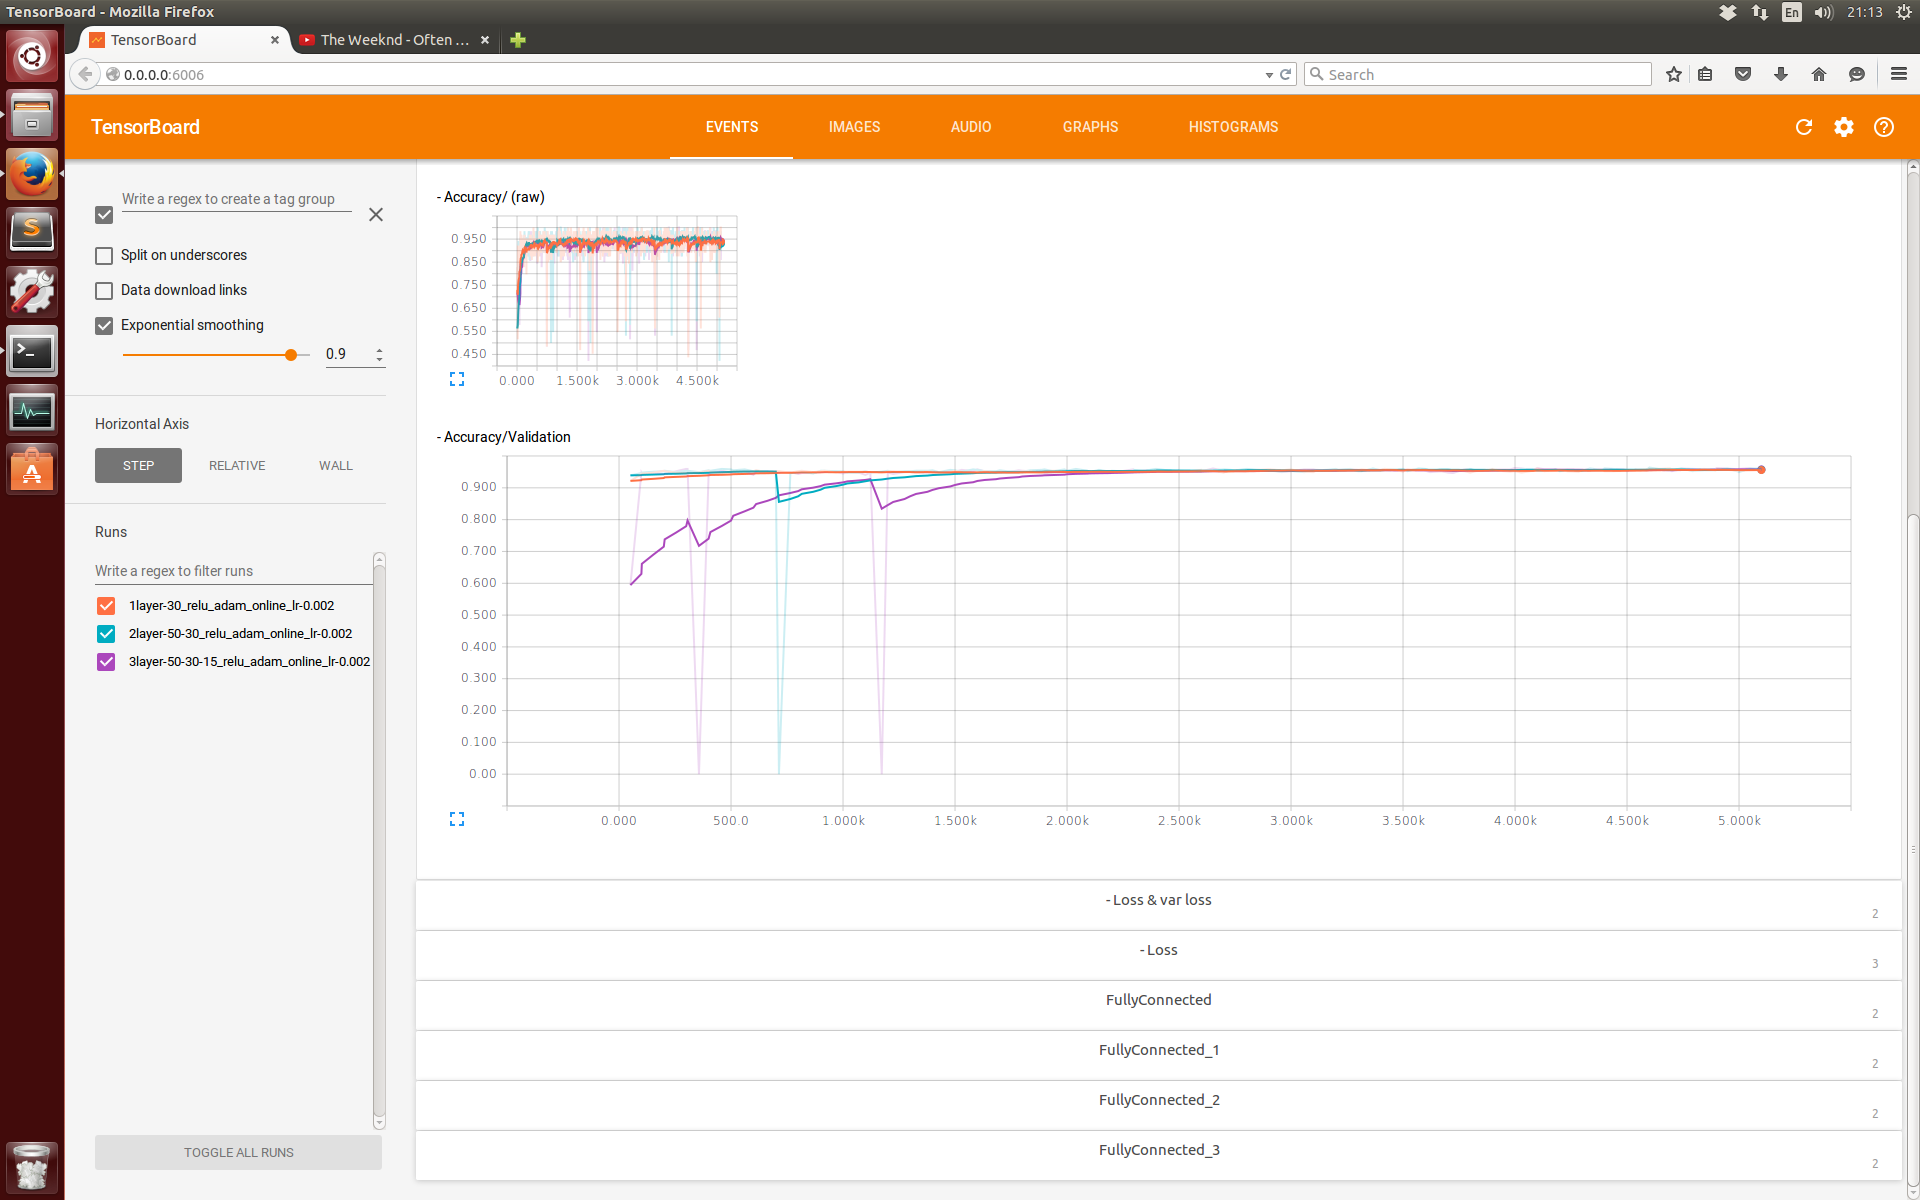 TensorBoard - Mozilla Firefox
En
21:13
TensorBoard
The Weeknd - Often ...
0.0.0.0:6006
Search
TensorBoard
EVENTS
IMAGES
AUDIO
GRAPHS
HISTOGRAMS
Write a regex to create a tag group
Split on underscores
Data download links
Exponential smoothing
0.9
Horizontal Axis
STEP
RELATIVE
WALL
Runs
Write a regex to filter runs
1layer-30_relu_adam_online_lr-0.002
2layer-50-30_relu_adam_online_lr-0.002
3layer-50-30-15_relu_adam_online_lr-0.002
TOGGLE ALL RUNS
- Accuracy/ (raw)
0.950
0.850
0.750
0.650
0.550
0.450
0.000 1.500k 3.000k 4.500k
- Accuracy/Validation
0.900
0.800
0.700
0.600
0.500
0.400
0.300
0.200
0.100
0.00
0.000 500.0 1.000k 1.500k 2.000k 2.500k 3.000k 3.500k 4.000k 4.500k 5.000k
- Loss & var loss
2
- Loss
3
FullyConnected
2
FullyConnected_1
2
FullyConnected_2
2
FullyConnected_3
2